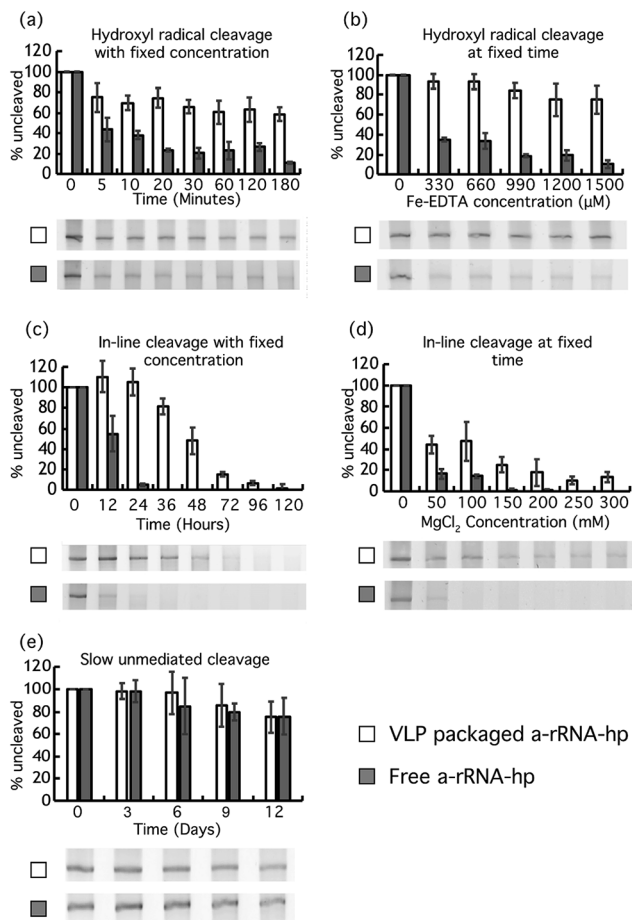 (a)
Hydroxyl radical cleavage
with fixed concentration
% uncleaved
120
100
80
60
40
20
0
0 5 10 20 30 60 120 180
Time (Minutes)
(b)
Hydroxyl radical cleavage
at fixed time
% uncleaved
120
100
80
60
40
20
0
0 330 660 990 1200 1500
Fe-EDTA concentration (µM)
(c)
In-line cleavage with fixed
concentration
% uncleaved
120
100
80
60
40
20
0
0 12 24 36 48 72 96 120
Time (Hours)
(d)
In-line cleavage at fixed
time
% uncleaved
120
100
80
60
40
20
0
0 50 100 150 200 250 300
MgCl₂ Concentration (mM)
(e)
Slow unmediated cleavage
% uncleaved
120
100
80
60
40
20
0
0 3 6 9 12
Time (Days)
VLP packaged a-rRNA-hp
Free a-rRNA-hp